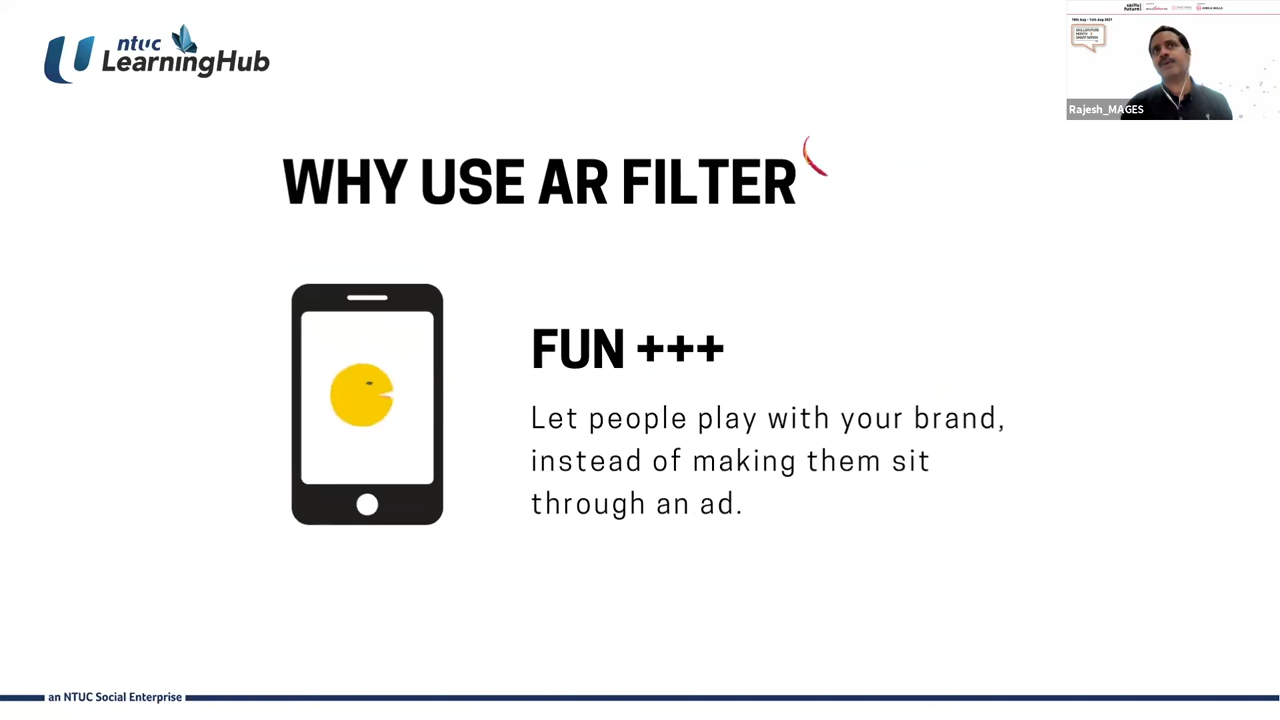 ntuc
LearningHub
Rajesh_MAGES
WHY USE AR FILTER
FUN +++
Let people play with your brand,
instead of making them sit
through an ad.
an NTUC Social Enterprise